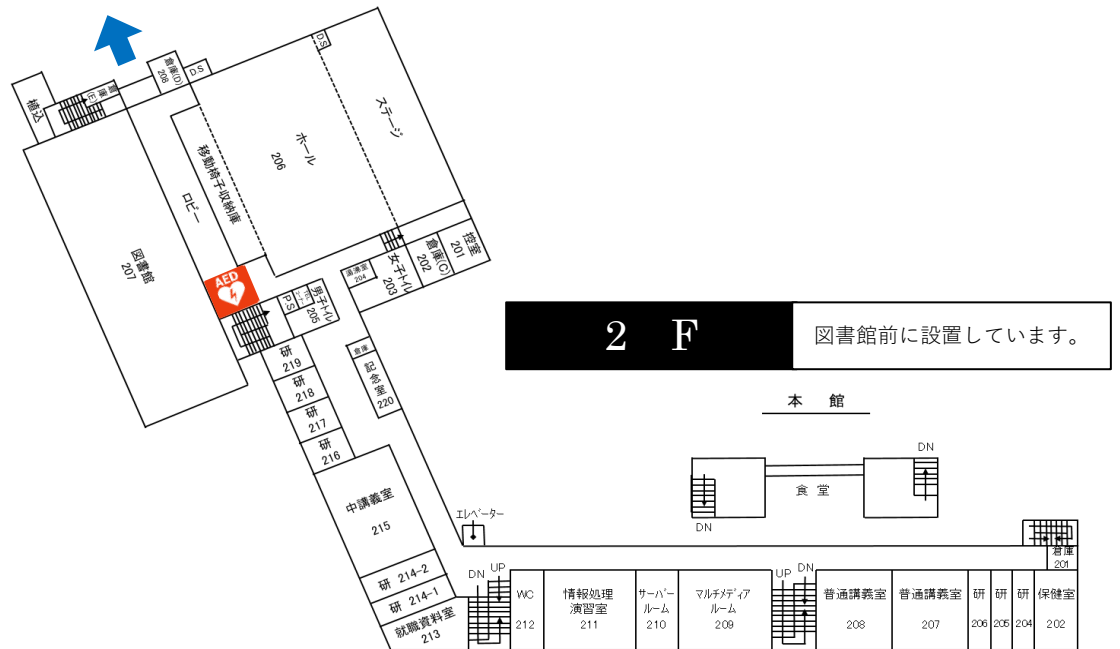 倉庫(D)
208
D.S
D.S
倉庫
(E)
植込
ステージ
ホール
206
移動椅子収納庫
ロビー
図書館
207
AED
控室
201
倉庫(C)
202
女子トイレ
203
湯沸室
204
男子トイレ
205
P.S
2 F
図書館前に設置しています。
本 館
研
219
研
218
研
217
研
216
倉庫
記念室
220
中講義室
215
研 214-2
研 214-1
就職資料室
213
エレベーター
食 堂
DN
DN
DN
UP
WC
212
情報処理
演習室
211
サーバー
ルーム
210
マルチメディア
ルーム
209
UP
DN
普通講義室
208
普通講義室
207
研
206
研
205
研
204
保健室
202
倉庫
201